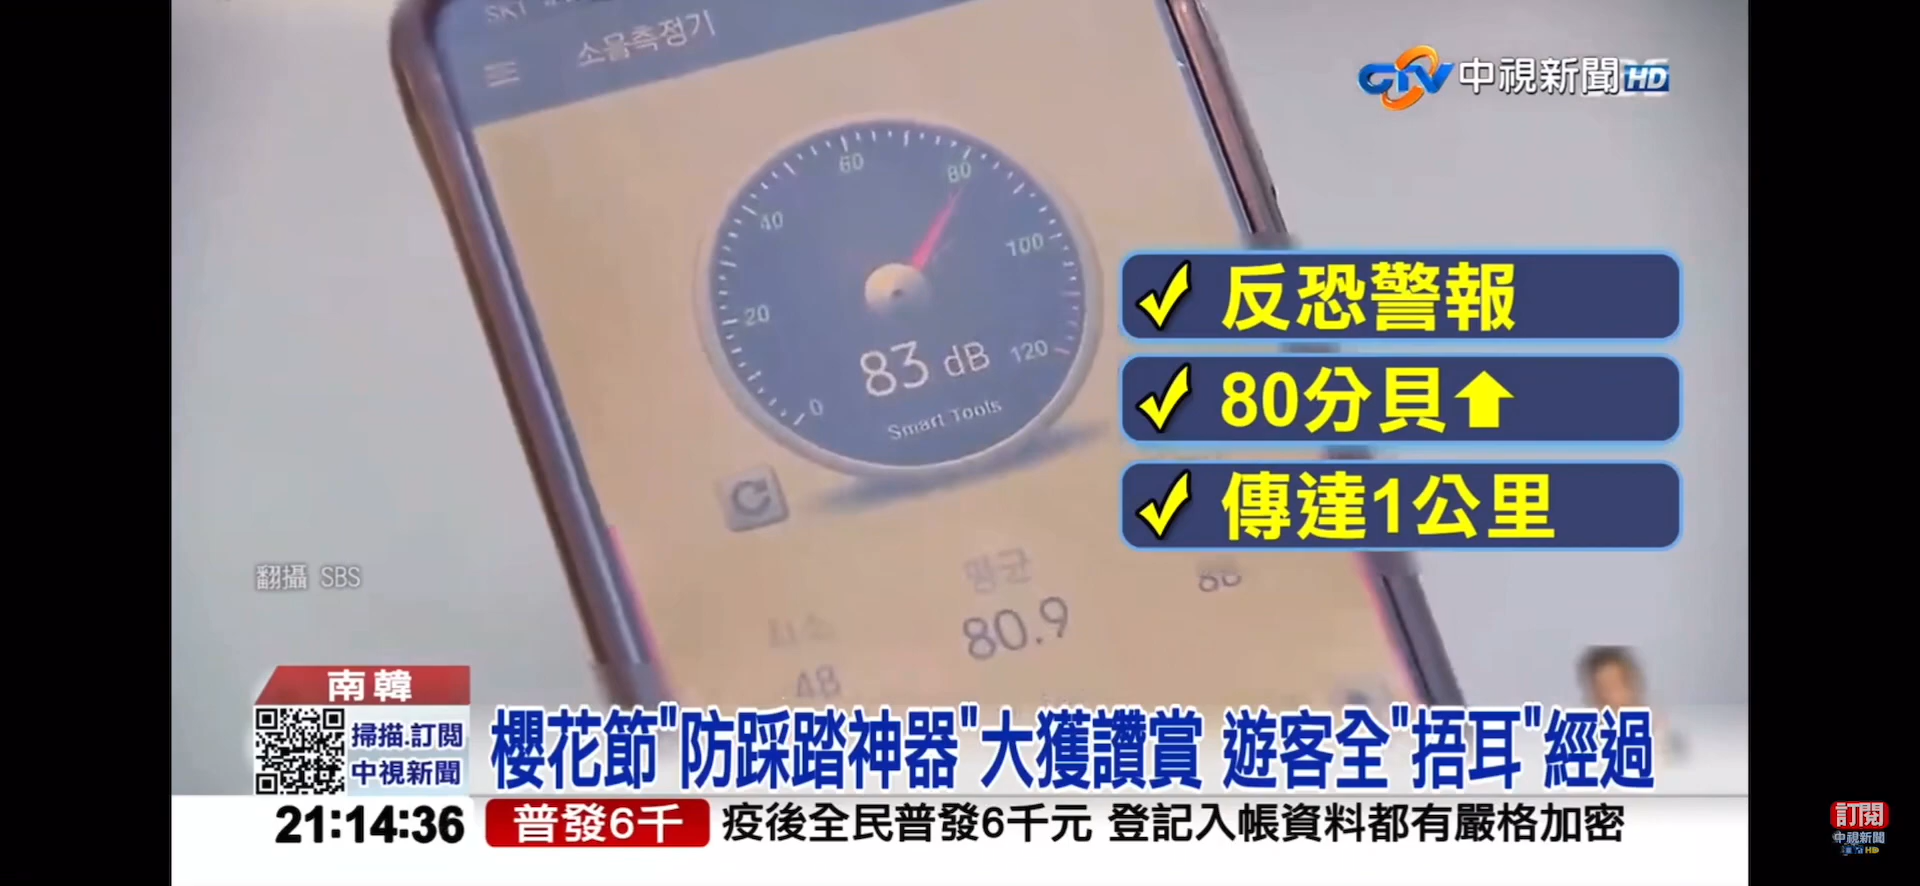 소음측정기
CTV 中視新聞HD
60
80
40
100
20
120
0
83 dB
Smart Tools
反恐警報
80分貝
傳達1公里
翻攝 SBS
평균
80.9
48
南韓
掃描.訂閱
中視新聞
櫻花節"防踩踏神器"大獲讚賞 遊客全"捂耳"經過
21:14:36
普發6千
疫後全民普發6千元 登記入帳資料都有嚴格加密
訂閱
中視新聞
HD